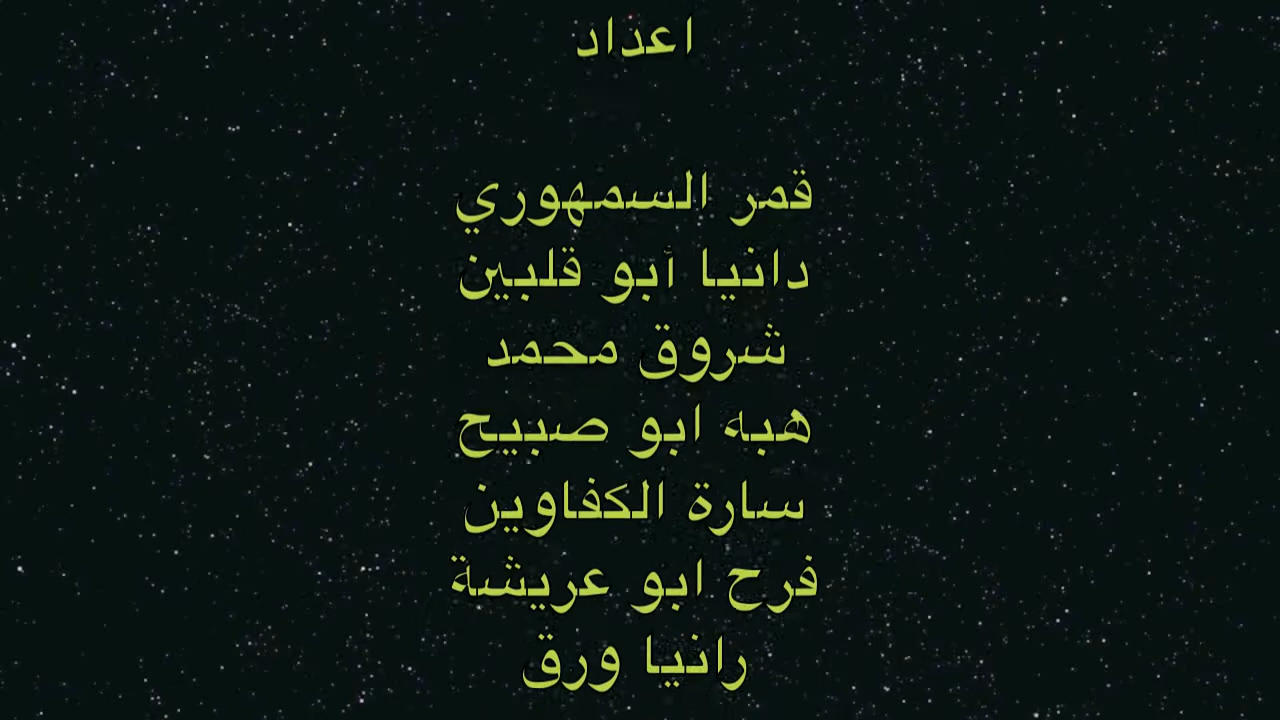 اعداد
قمر السمهوري
دانيا أبو قلبين
شروق محمد
هبه ابو صبيح
سارة الكفاوين
فرح ابو عريشة
رانيا ورق